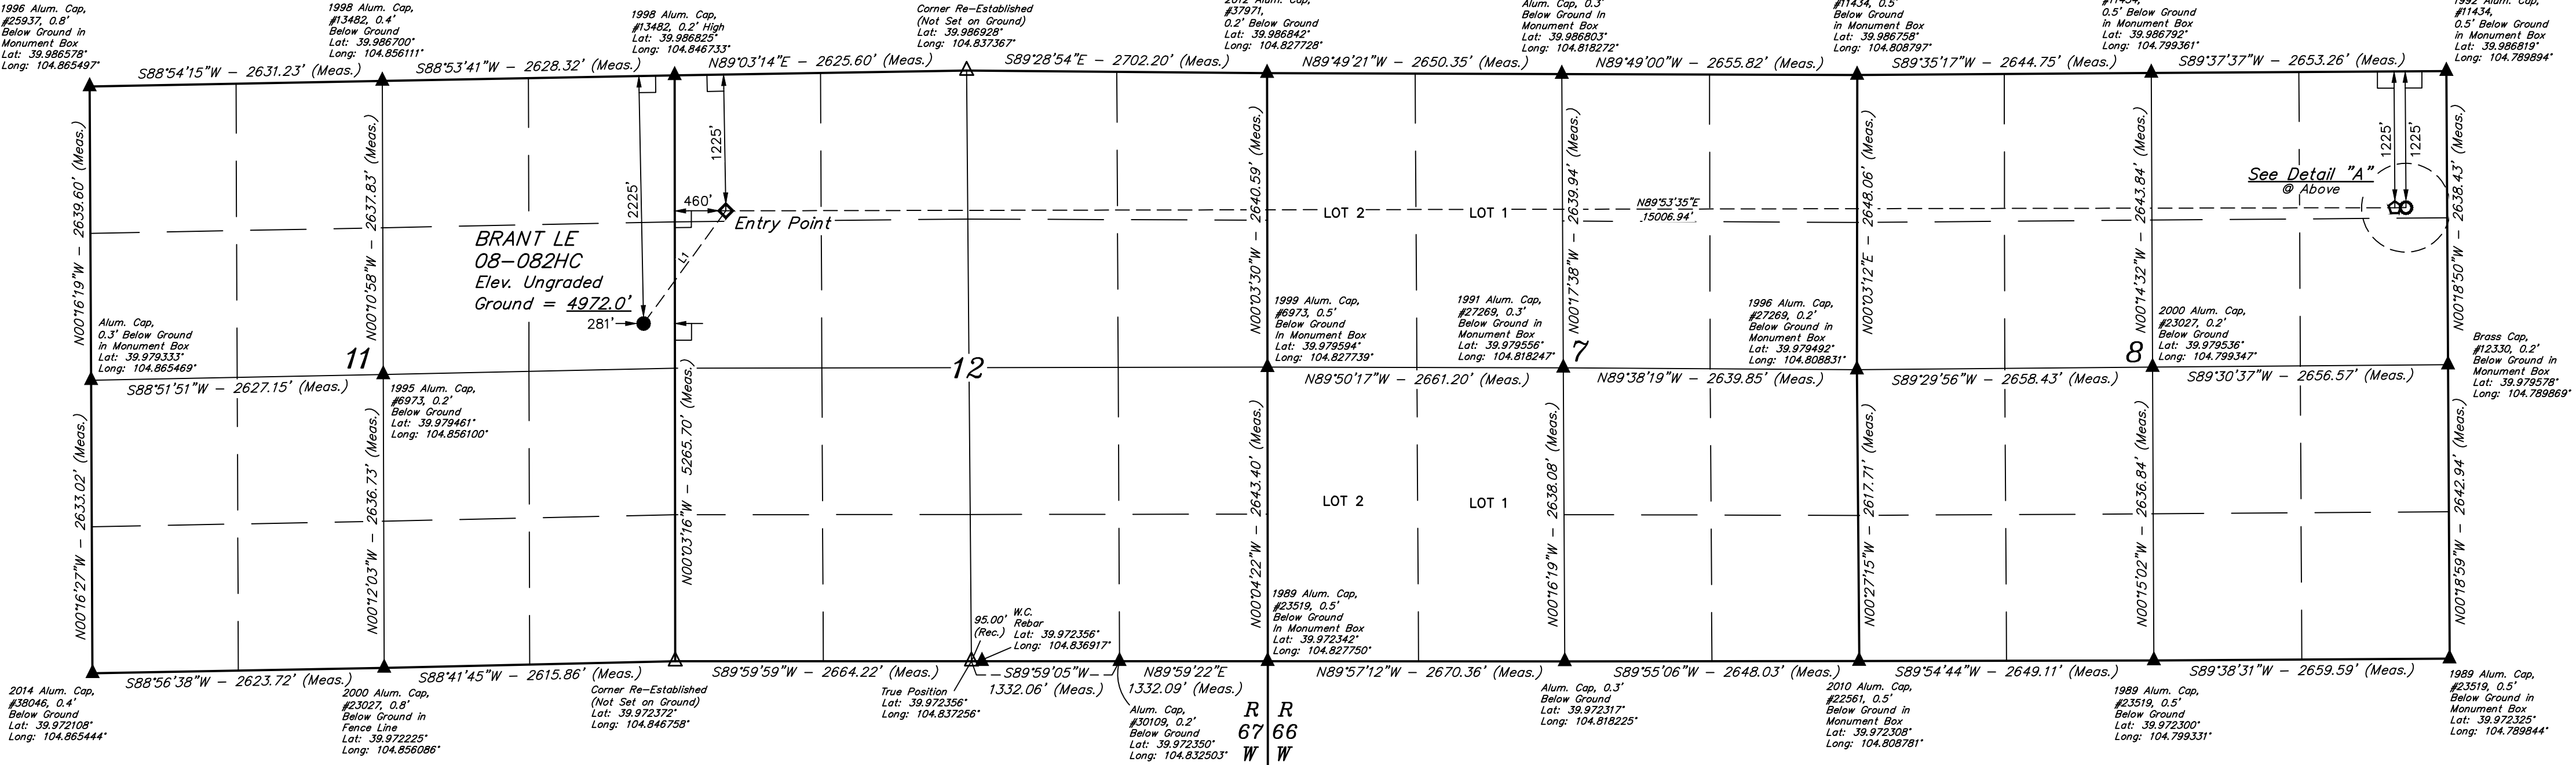 1996 Alum. Cap,
#25937, 0.8'
Below Ground in
Monument Box
Lat: 39.986578°
Long: 104.865497°
1998 Alum. Cap,
#13482, 0.4'
Below Ground
Lat: 39.986700°
Long: 104.856111°
1998 Alum. Cap,
#13482, 0.2' High
Lat: 39.986825°
Long: 104.846733°
Corner Re-Established
(Not Set on Ground)
Lat: 39.986928°
Long: 104.837367°
2012 Alum. Cap,
#37971,
0.2' Below Ground
Lat: 39.986842°
Long: 104.827728°
Alum. Cap, 0.3'
Below Ground In
Monument Box
Lat: 39.986803°
Long: 104.818272°
#11434, 0.5'
Below Ground
in Monument Box
Lat: 39.986758°
Long: 104.808797°
#11434,
0.5' Below Ground
in Monument Box
Lat: 39.986792°
Long: 104.799361°
1992 Alum. Cap,
#11434,
0.5' Below Ground
in Monument Box
Lat: 39.986819°
Long: 104.789894°
S88°54'15"W - 2631.23' (Meas.)
S88°53'41"W - 2628.32' (Meas.)
N89°03'14"E - 2625.60' (Meas.)
S89°28'54"E - 2702.20' (Meas.)
N89°49'21"W - 2650.35' (Meas.)
N89°49'00"W - 2655.82' (Meas.)
S89°35'17"W - 2644.75' (Meas.)
S89°37'37"W - 2653.26' (Meas.)
N00°16'19"W - 2639.60' (Meas.)
N00°10'58"W - 2637.83' (Meas.)
2225'
1225'
460'
Entry Point
L1
BRANT LE
08-082HC
Elev. Ungraded
Ground = 4972.0'
281'
N00°03'30"W - 2640.59' (Meas.)
LOT 2
LOT 1
N00°17'38"W - 2639.94' (Meas.)
N89°53'35"E
15006.94'
N00°03'12"E - 2648.06' (Meas.)
N00°14'32"W - 2643.84' (Meas.)
See Detail "A"
@ Above
1225'
1225'
N00°18'50"W - 2638.43' (Meas.)
Alum. Cap,
0.3' Below Ground
in Monument Box
Lat: 39.979333°
Long: 104.865469°
11
12
1999 Alum. Cap,
#6973, 0.5'
Below Ground
In Monument Box
Lat: 39.979594°
Long: 104.827739°
1991 Alum. Cap,
#27269, 0.3'
Below Ground in
Monument Box
Lat: 39.979556°
Long: 104.818247°
7
1996 Alum. Cap,
#27269, 0.2'
Below Ground in
Monument Box
Lat: 39.979492°
Long: 104.808831°
8
2000 Alum. Cap,
#23027, 0.2'
Below Ground
Lat: 39.979536°
Long: 104.799347°
Brass Cap,
#12330, 0.2'
Below Ground in
Monument Box
Lat: 39.979578°
Long: 104.789869°
S88°51'51"W - 2627.15' (Meas.)
1995 Alum. Cap,
#6973, 0.2'
Below Ground
Lat: 39.979461°
Long: 104.856100°
N89°50'17"W - 2661.20' (Meas.)
N89°38'19"W - 2639.85' (Meas.)
S89°29'56"W - 2658.43' (Meas.)
S89°30'37"W - 2656.57' (Meas.)
N00°16'27"W - 2633.02' (Meas.)
N00°12'03"W - 2636.73' (Meas.)
N00°03'16"W - 5265.70' (Meas.)
N00°04'22"W - 2643.40' (Meas.)
LOT 2
LOT 1
N00°16'19"W - 2638.08' (Meas.)
N00°27'15"W - 2617.71' (Meas.)
N00°15'02"W - 2636.84' (Meas.)
N00°18'59"W - 2642.94' (Meas.)
95.00'
(Rec.)
W.C.
Rebar
Lat: 39.972356°
Long: 104.836917°
1989 Alum. Cap,
#23519, 0.5'
Below Ground
In Monument Box
Lat: 39.972342°
Long: 104.827750°
S88°56'38"W - 2623.72' (Meas.)
S88°41'45"W - 2615.86' (Meas.)
S89°59'59"W - 2664.22' (Meas.)
S89°59'05"W
1332.06' (Meas.)
N89°59'22"E
1332.09' (Meas.)
N89°57'12"W - 2670.36' (Meas.)
S89°55'06"W - 2648.03' (Meas.)
S89°54'44"W - 2649.11' (Meas.)
S89°38'31"W - 2659.59' (Meas.)
2014 Alum. Cap,
#38046, 0.4'
Below Ground
Lat: 39.972108°
Long: 104.865444°
2000 Alum. Cap,
#23027, 0.8'
Below Ground in
Fence Line
Lat: 39.972225°
Long: 104.856086°
Corner Re-Established
(Not Set on Ground)
Lat: 39.972372°
Long: 104.846758°
True Position
Lat: 39.972356°
Long: 104.837256°
Alum. Cap,
#30109, 0.2'
Below Ground
Lat: 39.972350°
Long: 104.832503°
R R
67 66
W W
Alum. Cap, 0.3'
Below Ground
Lat: 39.972317°
Long: 104.818225°
2010 Alum. Cap,
#22561, 0.5'
Below Ground in
Monument Box
Lat: 39.972308°
Long: 104.808781°
1989 Alum. Cap,
#23519, 0.5'
Below Ground
Lat: 39.972300°
Long: 104.799331°
1989 Alum. Cap,
#23519, 0.5'
Below Ground in
Monument Box
Lat: 39.972325°
Long: 104.789844°